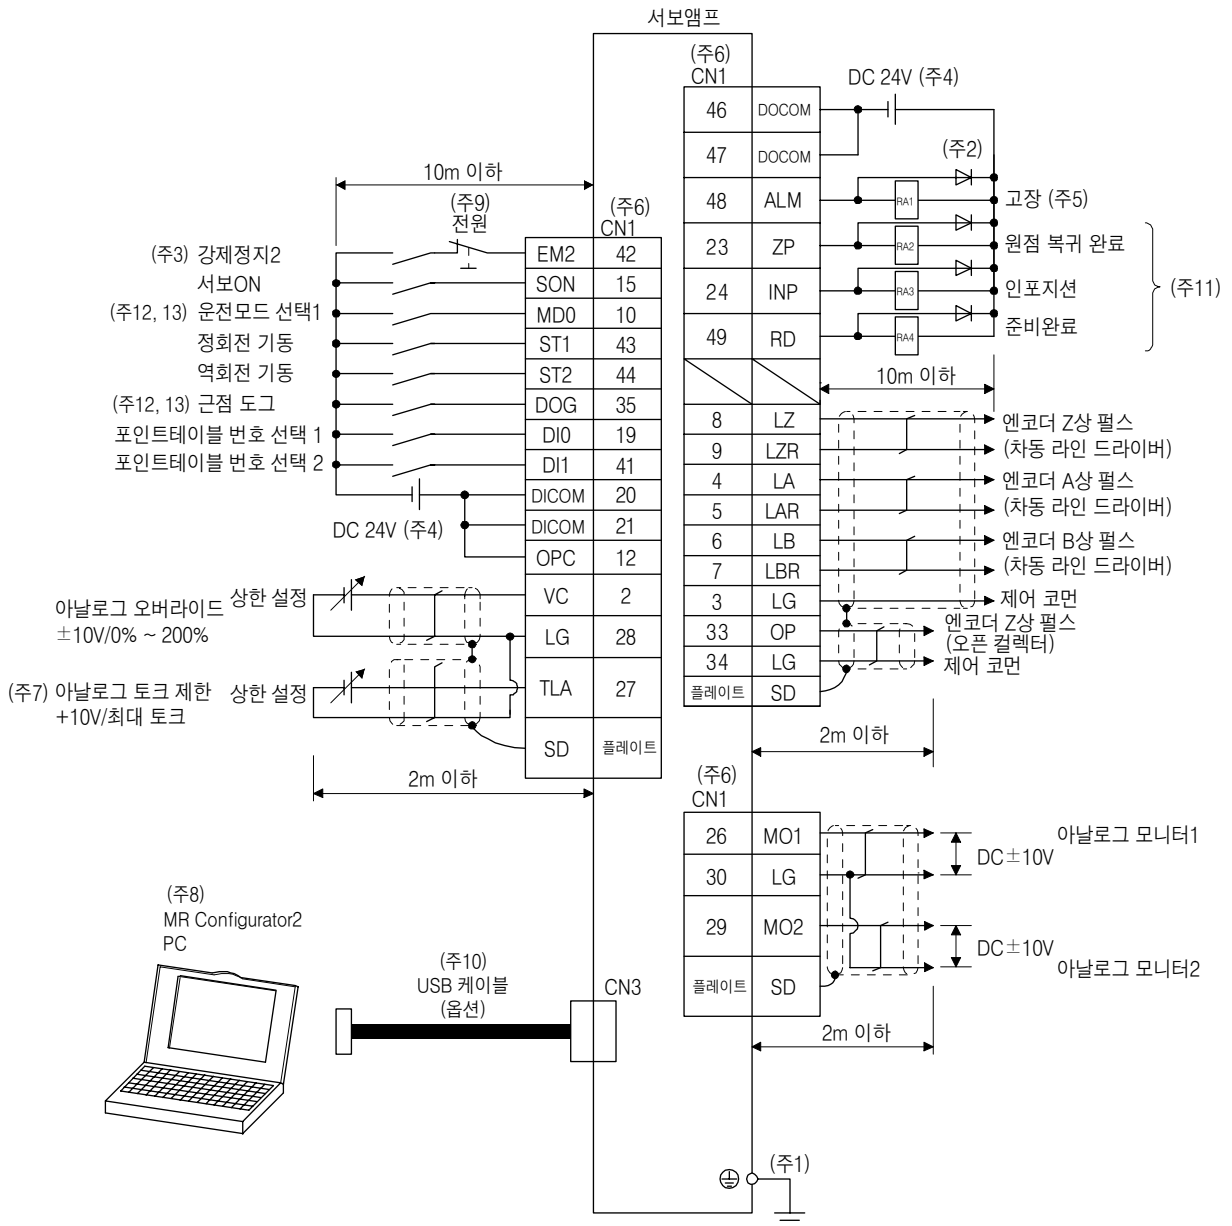 서보앰프
(주6)
CN1
DC 24V (주4)
46 DOCOM
47 DOCOM
(주2)
48 ALM RA1 고장 (주5)
23 ZP RA2 원점 복귀 완료
24 INP RA3 인포지션
(주11)
49 RD RA4 준비완료
10m 이하
8 LZ 엔코더 Z상 펄스
9 LZR (차동 라인 드라이버)
4 LA 엔코더 A상 펄스
5 LAR (차동 라인 드라이버)
6 LB 엔코더 B상 펄스
7 LBR (차동 라인 드라이버)
3 LG 제어 코먼
33 OP 엔코더 Z상 펄스
(오픈 컬렉터)
34 LG 제어 코먼
플레이트 SD
2m 이하
10m 이하
(주9)
전원
(주6)
CN1
(주3) 강제정지2 EM2 42
서보ON SON 15
(주12, 13) 운전모드 선택1 MD0 10
정회전 기동 ST1 43
역회전 기동 ST2 44
(주12, 13) 근점 도그 DOG 35
포인트테이블 번호 선택 1 DI0 19
포인트테이블 번호 선택 2 DI1 41
DICOM 20
DC 24V (주4) DICOM 21
OPC 12
아날로그 오버라이드 상한 설정 VC 2
±10V/0% ~ 200% LG 28
(주7) 아날로그 토크 제한 상한 설정 TLA 27
+10V/최대 토크
SD 플레이트
2m 이하
(주6)
CN1
26 MO1 아날로그 모니터1
DC±10V
30 LG
29 MO2
DC±10V
아날로그 모니터2
플레이트 SD
2m 이하
(주8)
MR Configurator2
PC
(주10)
USB 케이블
(옵션)
CN3
(주1)